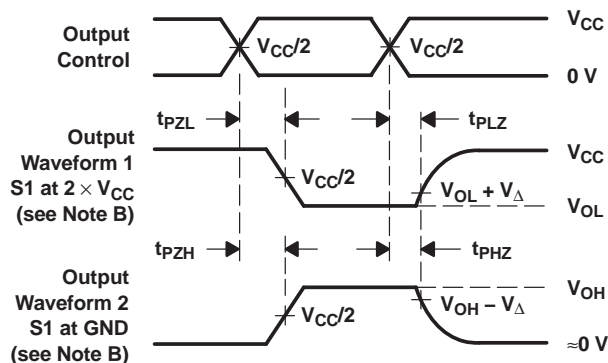 Output
Control
V_CC/2
V_CC/2
V_CC
0 V
t_PZL
t_PLZ
Output
Waveform 1
S1 at 2 × V_CC
(see Note B)
V_CC/2
V_CC
V_OL + V_Δ
V_OL
t_PZH
t_PHZ
Output
Waveform 2
S1 at GND
(see Note B)
V_CC/2
V_OH
V_OH − V_Δ
≈0 V